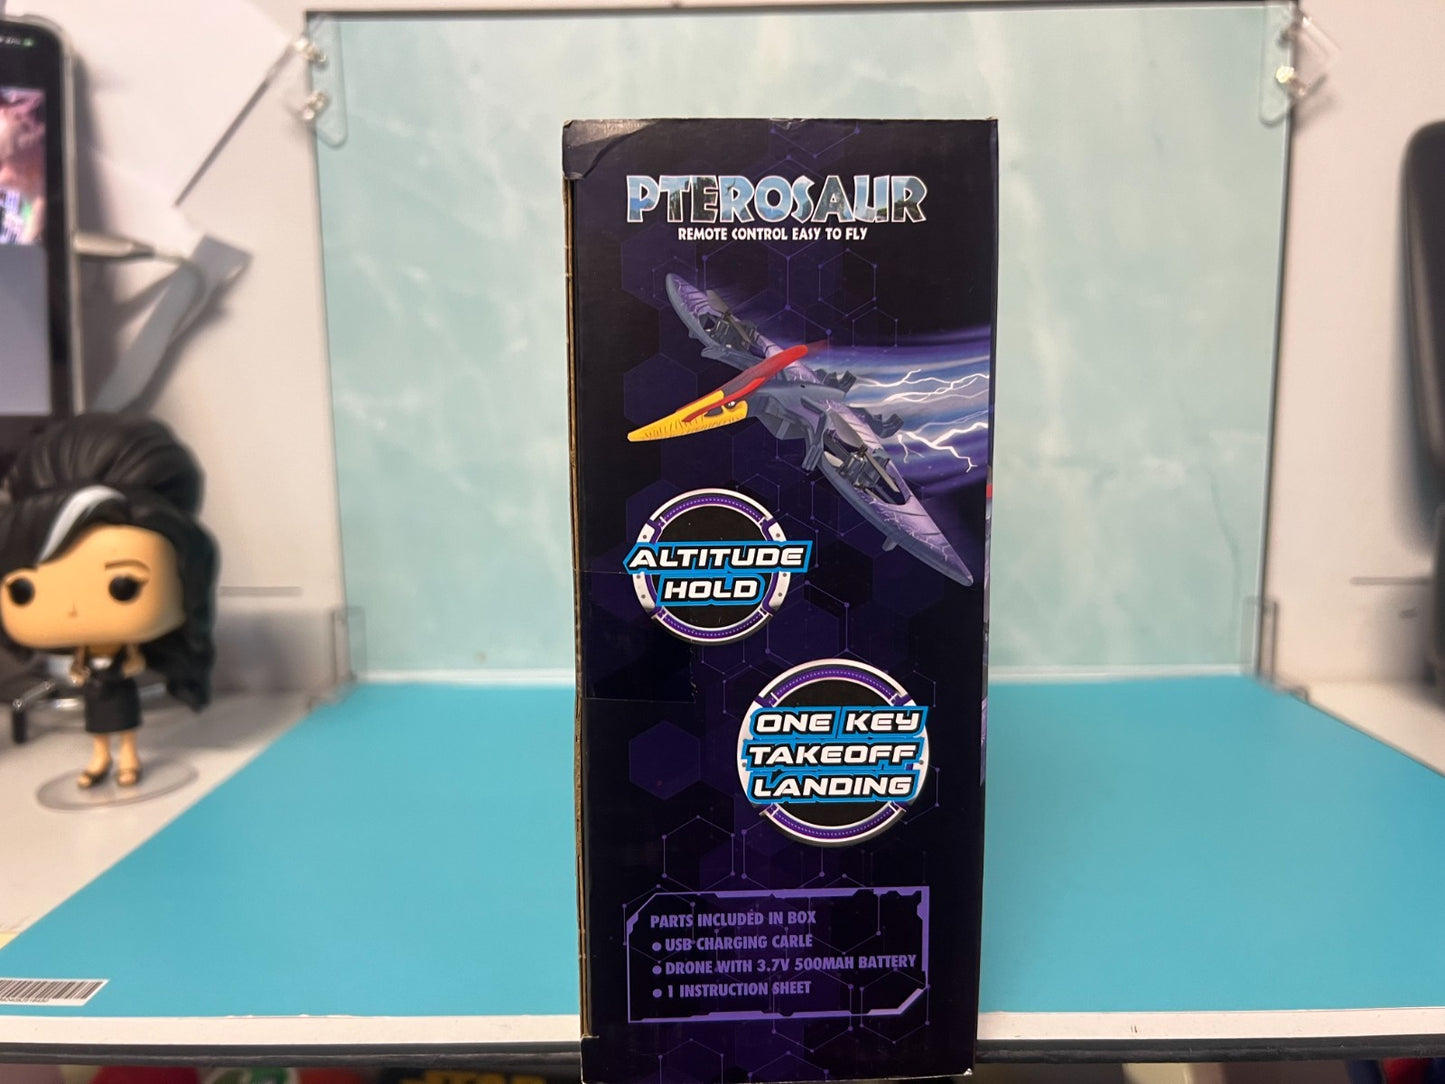 PTEROSAUR
REMOTE CONTROL EASY TO FLY
ALTITUDE
HOLD
ONE KEY
TAKEOFF
LANDING
PARTS INCLUDED IN BOX
• USB CHARGING CARLE
• DRONE WITH 3.7V 500MAH BATTERY
• 1 INSTRUCTION SHEET